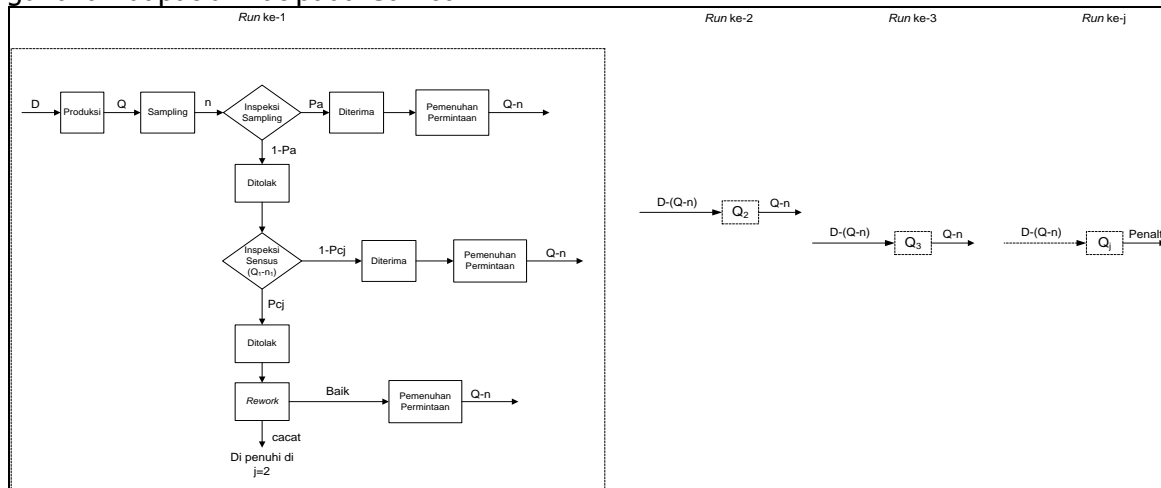 Run ke-1
Run ke-2
Run ke-3
Run ke-j
D
Produksi
Q
Sampling
n
Inspeksi
Sampling
Pa
Diterima
Pemenuhan
Permintaan
Q-n
1-Pa
Ditolak
Inspeksi
Sensus
(Q1-n1)
1-Pcj
Diterima
Pemenuhan
Permintaan
Q-n
Pcj
Ditolak
Rework
Baik
Pemenuhan
Permintaan
Q-n
cacat
Di penuhi di
j=2
D-(Q-n)
Q2
Q-n
D-(Q-n)
Q3
Q-n
D-(Q-n)
Qj
Penalt